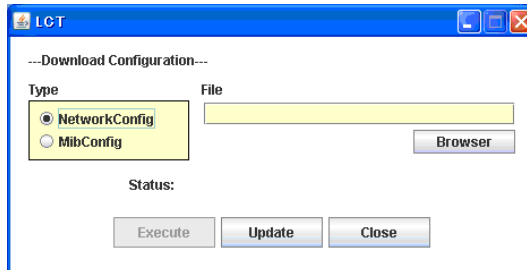 LCT
---Download Configuration---
Type
File
NetworkConfig
MibConfig
Browser
Status:
Execute
Update
Close